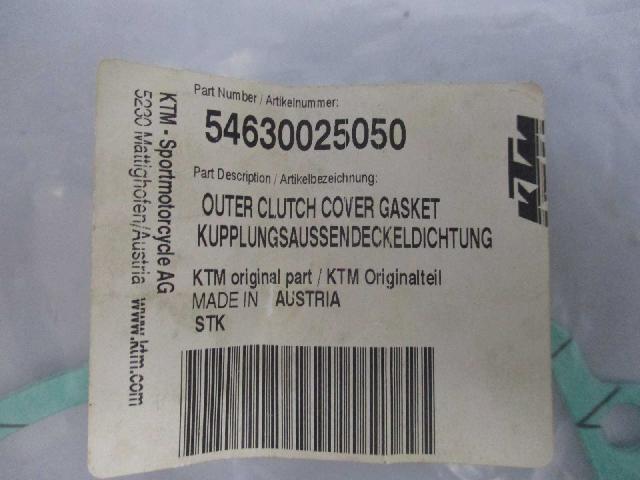 Part Number / Artikelnummer:
54630025050
Part Description / Artikelbezeichnung:
OUTER CLUTCH COVER GASKET
KUPPLUNGSAUSSENDECKELDICHTUNG
KTM original part / KTM Originalteil
MADE IN AUSTRIA
STK
KTM
KTM - Sportmotorcycle AG
5230 Mattighofen/Austria www.ktm.com